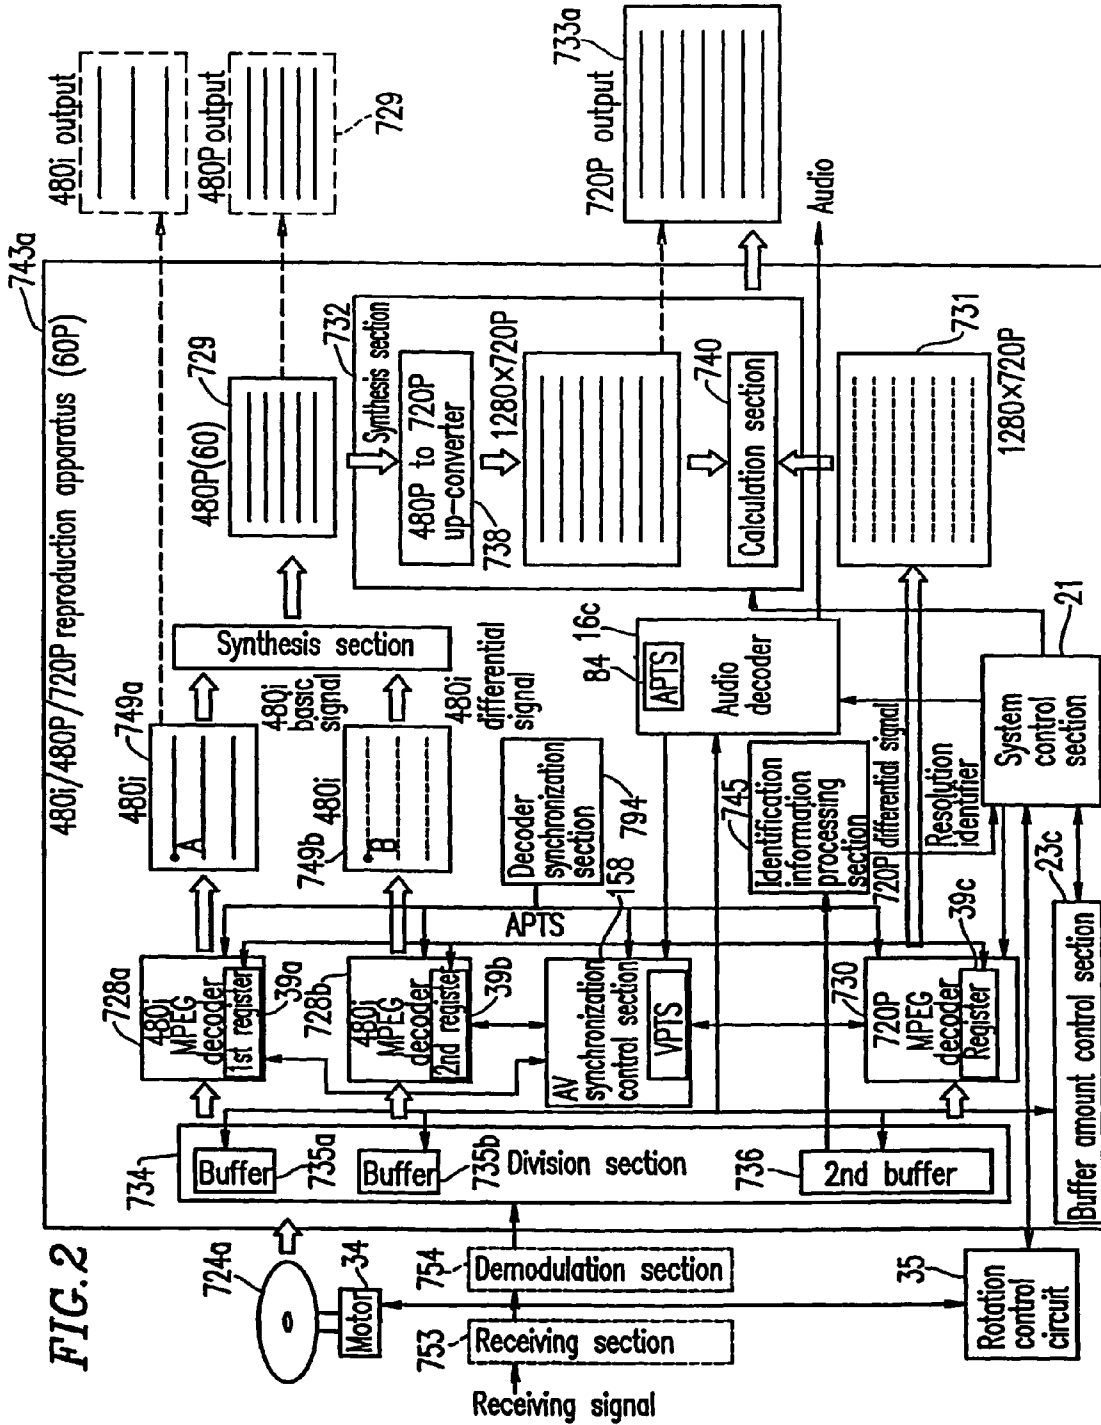 FIG.2
480i/480P/720P reproduction apparatus (60P)
743a
480i output
480P output
729
720P output
733a
Audio
724a
Motor
34
Receiving signal
753
Receiving section
754
Demodulation section
35
Rotation
control
circuit
734
Buffer
735a
Buffer
735b
Division section
736
2nd buffer
728a
480i
MPEG
decoder
1st register
39a
728b
480i
MPEG
decoder
2nd register
39b
APTS
158
AV
synchronization
control section
VPTS
730
720P
MPEG
decoder
Register
39c
Buffer amount control section
23c
480i
749a
A
480i
749b
B
480i
basic
signal
480i
differential
signal
Decoder
synchronization
section
794
745
Identification
information
processing
section
720P differential signal
Resolution
identifier
System
control
section
21
Synthesis section
480P(60)
729
84
16c
APTS
Audio
decoder
732
Synthesis section
480P to 720P
up-converter
738
1280×720P
740
Calculation section
731
1280×720P